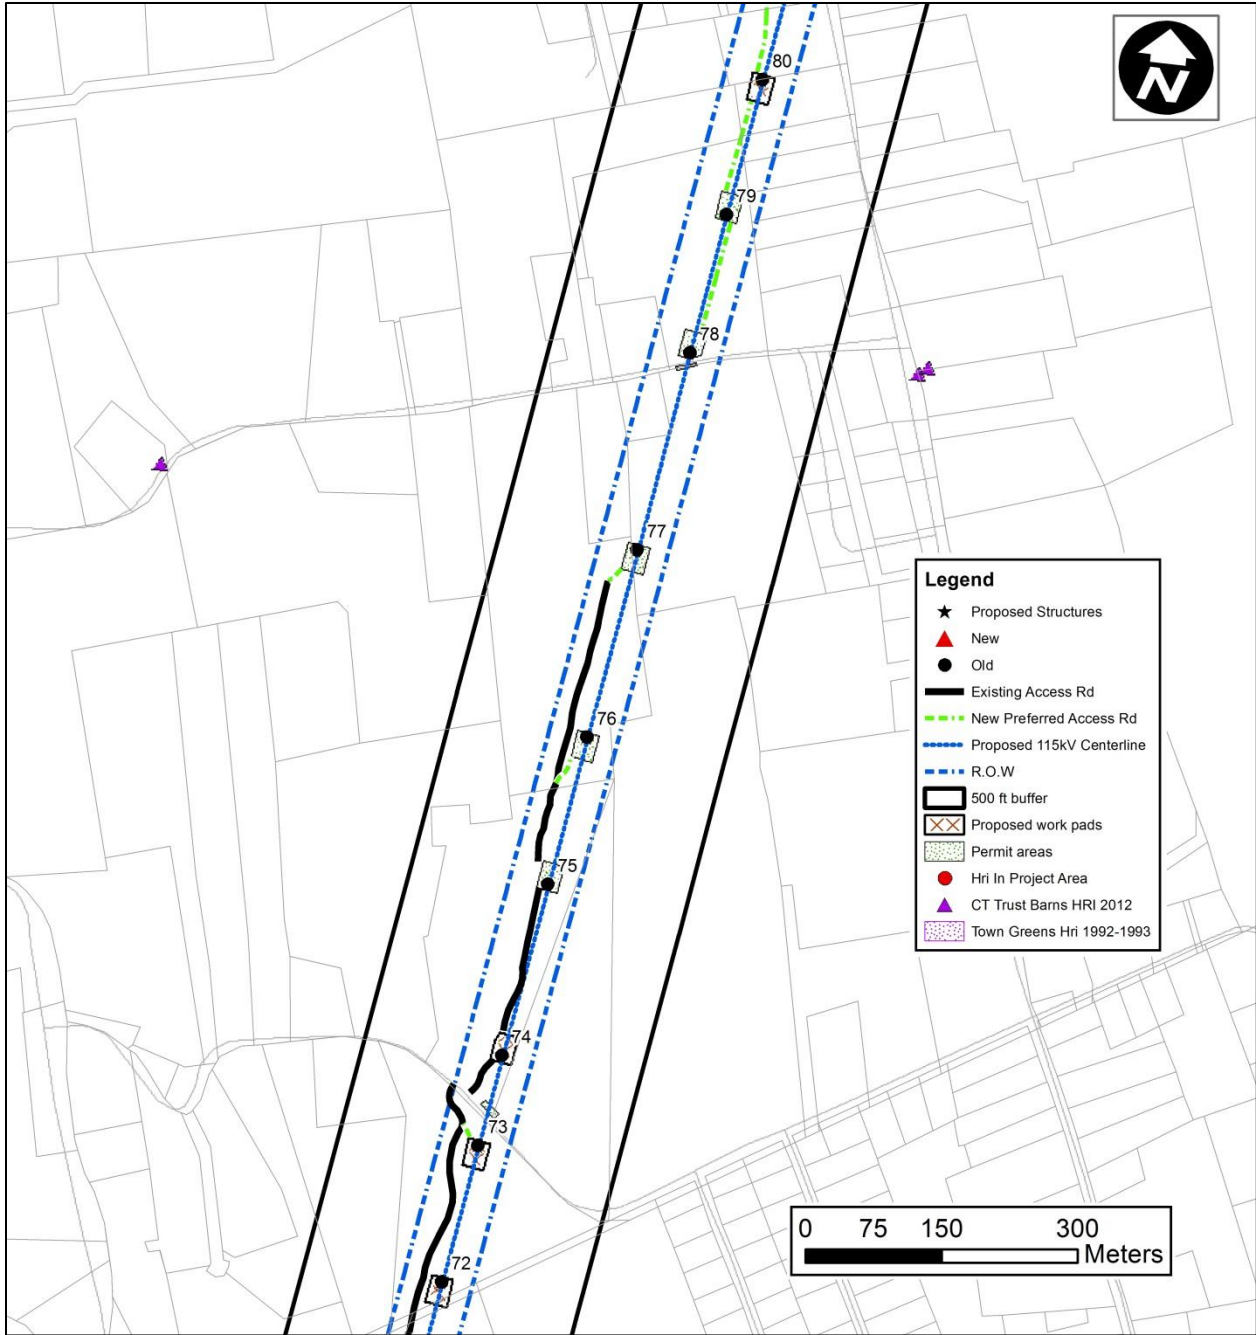 N
80
79
78
77
76
75
74
73
72
Legend
Proposed Structures
New
Old
Existing Access Rd
New Preferred Access Rd
Proposed 115kV Centerline
R.O.W
500 ft buffer
Proposed work pads
Permit areas
Hri In Project Area
CT Trust Barns HRI 2012
Town Greens Hri 1992-1993
0 75 150 300
Meters